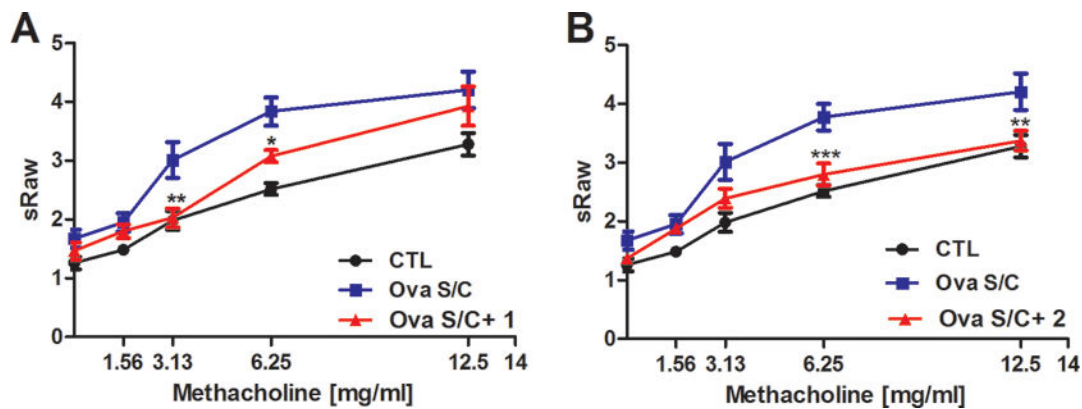 A
B
5
4
3
2
1
0
sRaw
**
*
CTL
Ova S/C
Ova S/C+ 1
1.56 3.13 6.25 12.5 14
Methacholine [mg/ml]
5
4
3
2
1
0
sRaw
***
**
CTL
Ova S/C
Ova S/C+ 2
1.56 3.13 6.25 12.5 14
Methacholine [mg/ml]